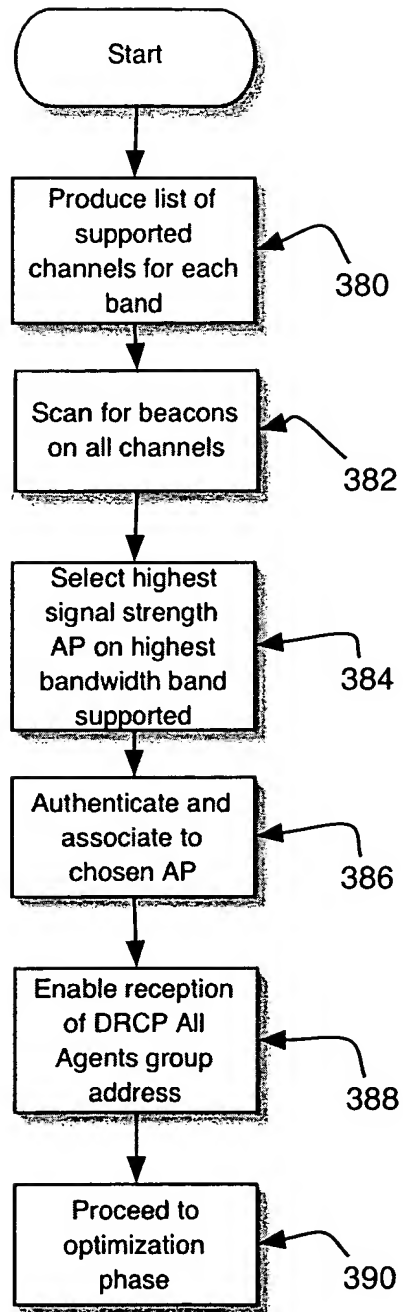 Start
Produce list of
supported
channels for each
band
380
Scan for beacons
on all channels
382
Select highest
signal strength
AP on highest
bandwidth band
supported
384
Authenticate and
associate to
chosen AP
386
Enable reception
of DRCP All
Agents group
address
388
Proceed to
optimization
phase
390